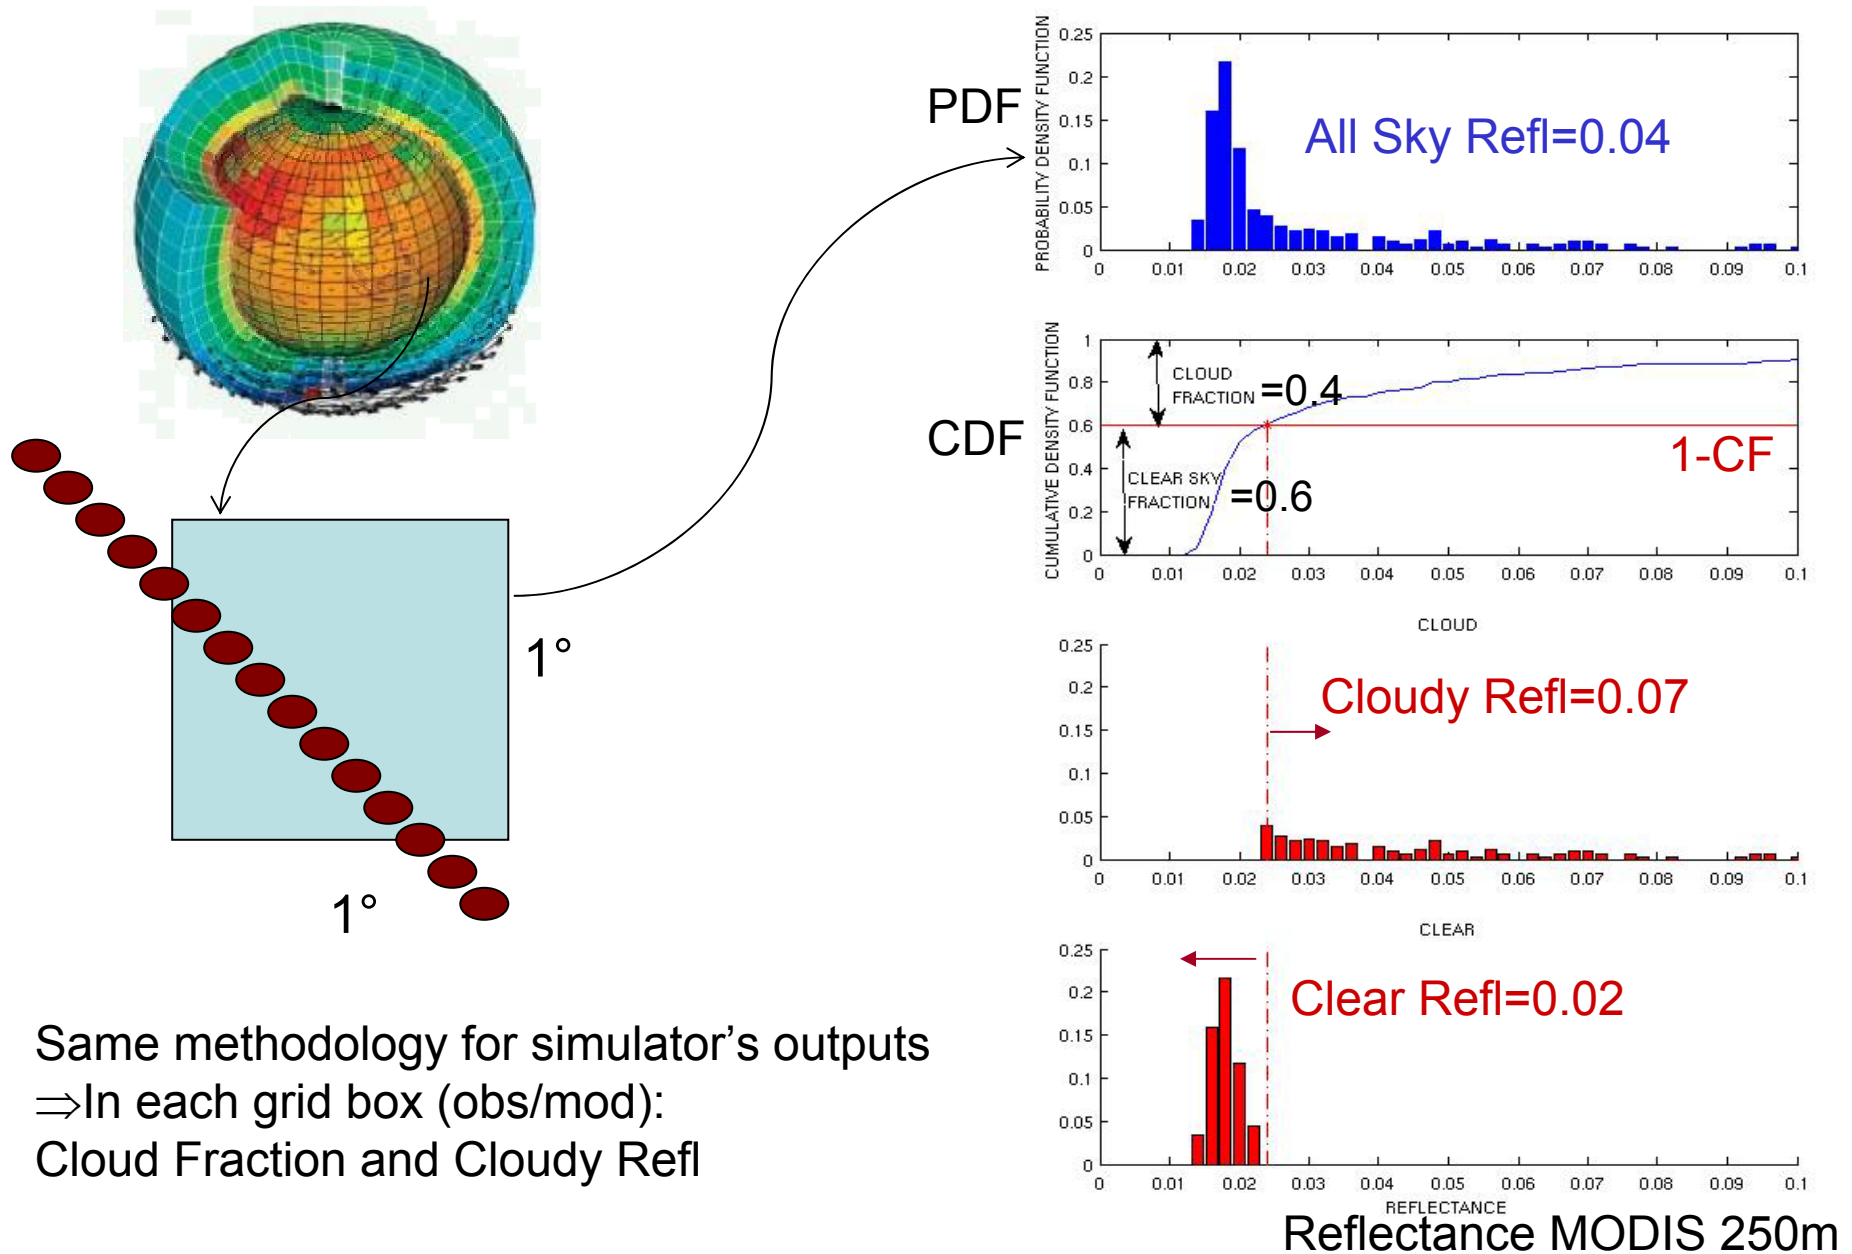 1°
1°
Same methodology for simulator's outputs
⇒In each grid box (obs/mod):
Cloud Fraction and Cloudy Refl
PDF
PROBABILITY DENSITY FUNCTION
0.25
0.2
0.15
0.1
0.05
0
All Sky Refl=0.04
0 0.01 0.02 0.03 0.04 0.05 0.06 0.07 0.08 0.09 0.1
CDF
CUMULATIVE DENSITY FUNCTION
1
0.8
0.6
0.4
0.2
0
CLOUD
FRACTION =0.4
1-CF
CLEAR SKY
FRACTION =0.6
0 0.01 0.02 0.03 0.04 0.05 0.06 0.07 0.08 0.09 0.1
CLOUD
0.25
0.2
0.15
0.1
0.05
0
Cloudy Refl=0.07
0 0.01 0.02 0.03 0.04 0.05 0.06 0.07 0.08 0.09 0.1
CLEAR
0.25
0.2
0.15
0.1
0.05
0
Clear Refl=0.02
0 0.01 0.02 0.03 0.04 0.05 0.06 0.07 0.08 0.09 0.1
REFLECTANCE
Reflectance MODIS 250m